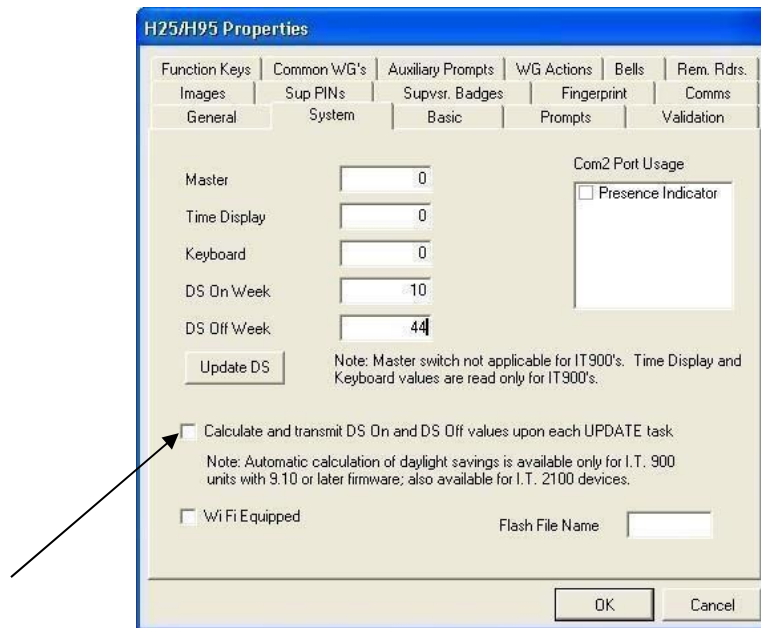 H25/H95 Properties
Function Keys Common WG's Auxiliary Prompts WG Actions Bells Rem. Rdrs.
Images Sup PINs Supvsr. Badges Fingerprint Comms
General System Basic Prompts Validation
Com2 Port Usage
Master 0
Presence Indicator
Time Display 0
Keyboard 0
DS On Week 10
DS Off Week 44
Update DS
Note: Master switch not applicable for IT900's. Time Display and
Keyboard values are read only for IT900's.
Calculate and transmit DS On and DS Off values upon each UPDATE task
Note: Automatic calculation of daylight savings is available only for I.T. 900
units with 9.10 or later firmware; also available for I.T. 2100 devices.
Wi Fi Equipped
Flash File Name
OK Cancel